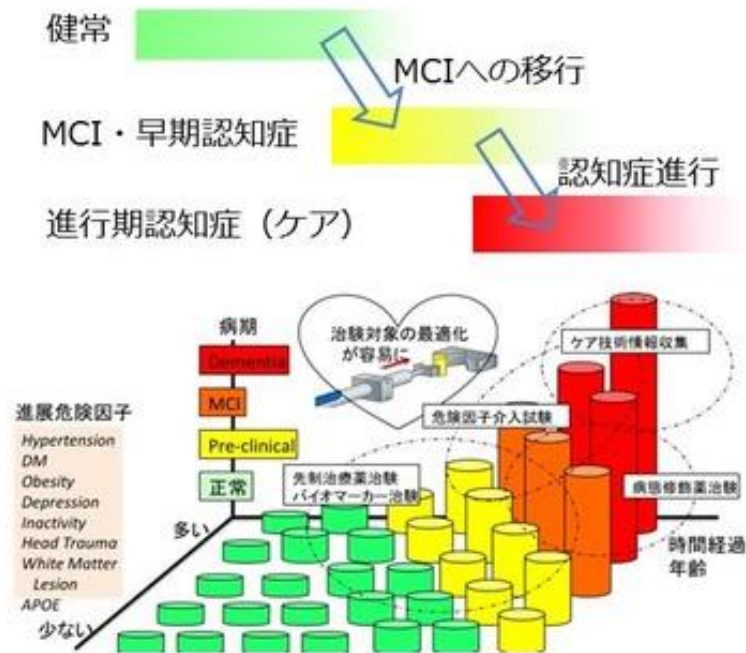 健常
MCIへの移行
MCI・早期認知症
認知症進行
進行期認知症（ケア）
病期
治験対象の最適化
が容易に
Dementia
ケア技術情報収集
MCI
進展危険因子
危険因子介入試験
Hypertension
Pre-clinical
DM
Obesity
正常
先制治療薬治験
バイオマーカー治験
病態修飾薬治験
Depression
Inactivity
多い
Head Trauma
時間経過
年齢
White Matter
Lesion
APOE
少ない